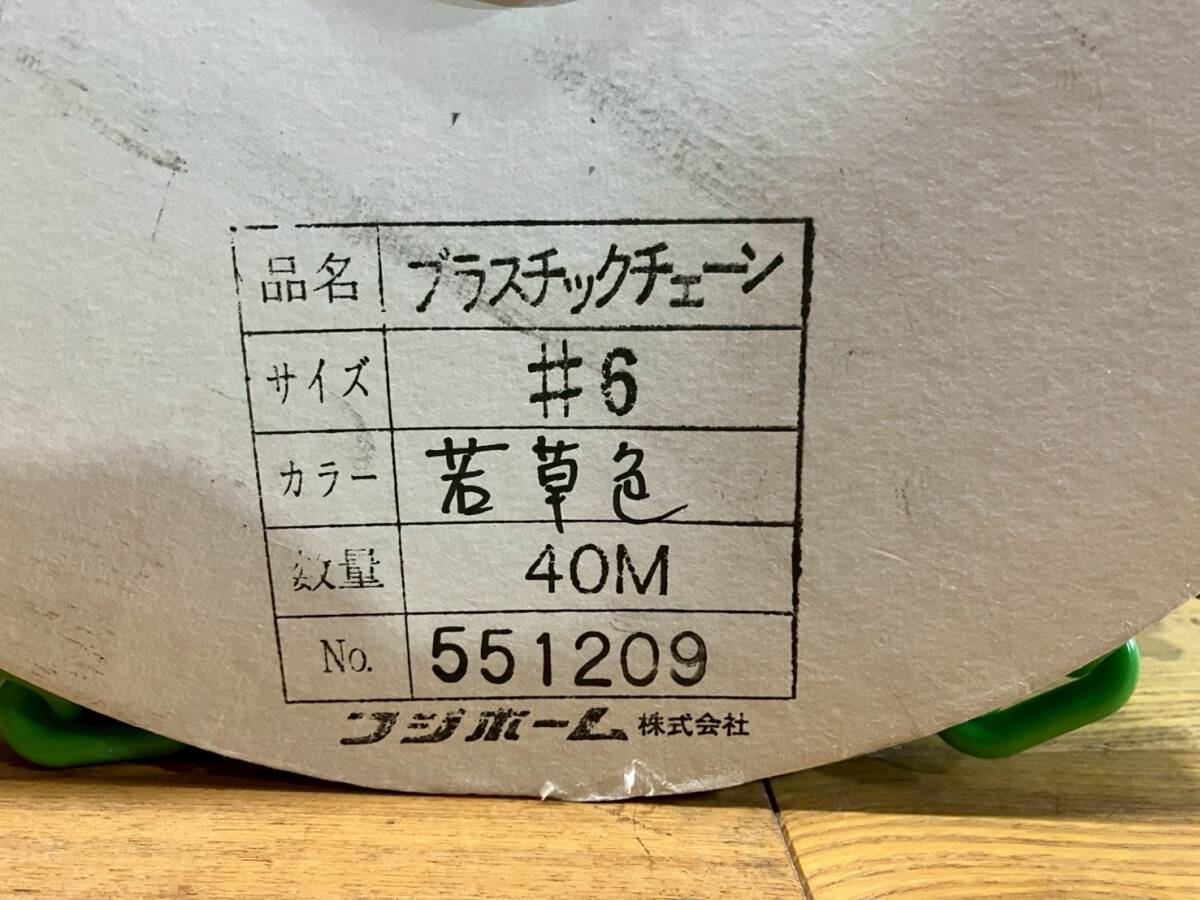 品名 プラスチックチェーン
サイズ #6
カラー 若草色
数量 40M
No. 551209
フジホーム株式会社